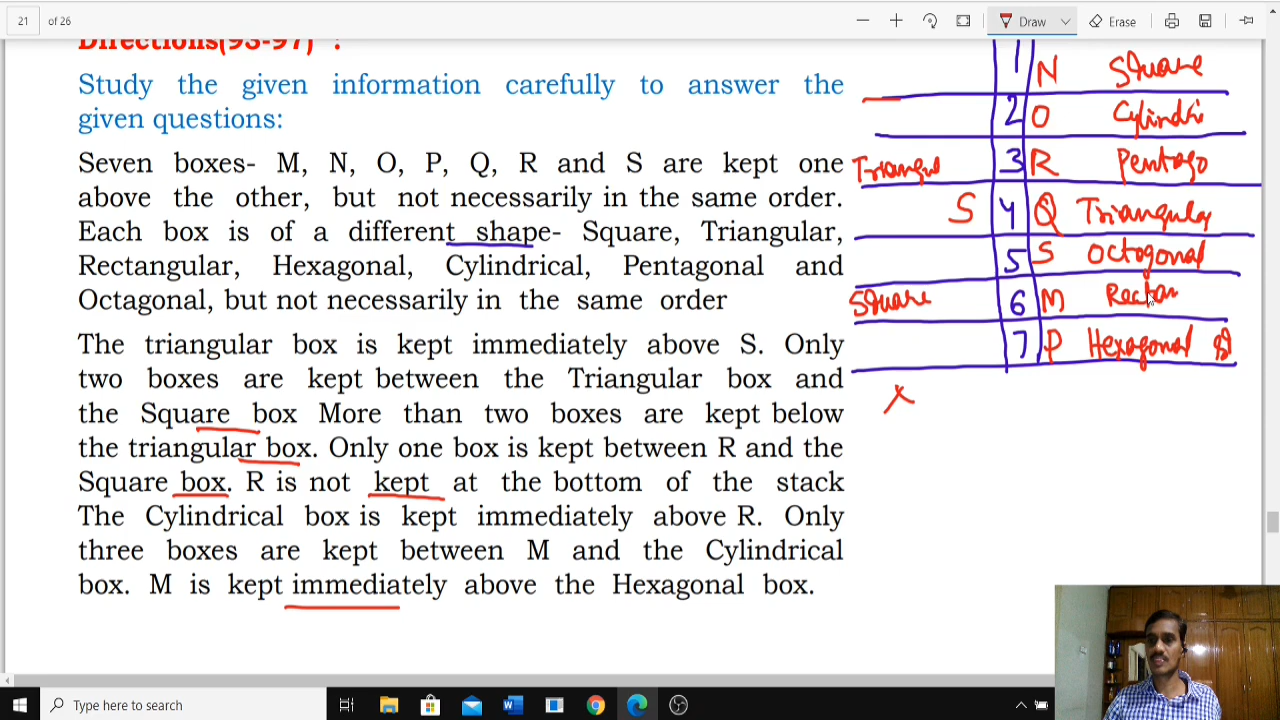 21 of 26
Draw
Erase
Directions(93-97) :
Study the given information carefully to answer the
given questions:
Seven boxes- M, N, O, P, Q, R and S are kept one
above the other, but not necessarily in the same order.
Each box is of a different shape- Square, Triangular,
Rectangular, Hexagonal, Cylindrical, Pentagonal and
Octagonal, but not necessarily in the same order
The triangular box is kept immediately above S. Only
two boxes are kept between the Triangular box and
the Square box More than two boxes are kept below
the triangular box. Only one box is kept between R and the
Square box. R is not kept at the bottom of the stack
The Cylindrical box is kept immediately above R. Only
three boxes are kept between M and the Cylindrical
box. M is kept immediately above the Hexagonal box.
1 N Square
2 O Cylindri
Triangul 3 R Pentago
S 4 Q Triangular
5 S Octogonal
Square 6 M Rectan
7 P Hexagonal
X
Type here to search